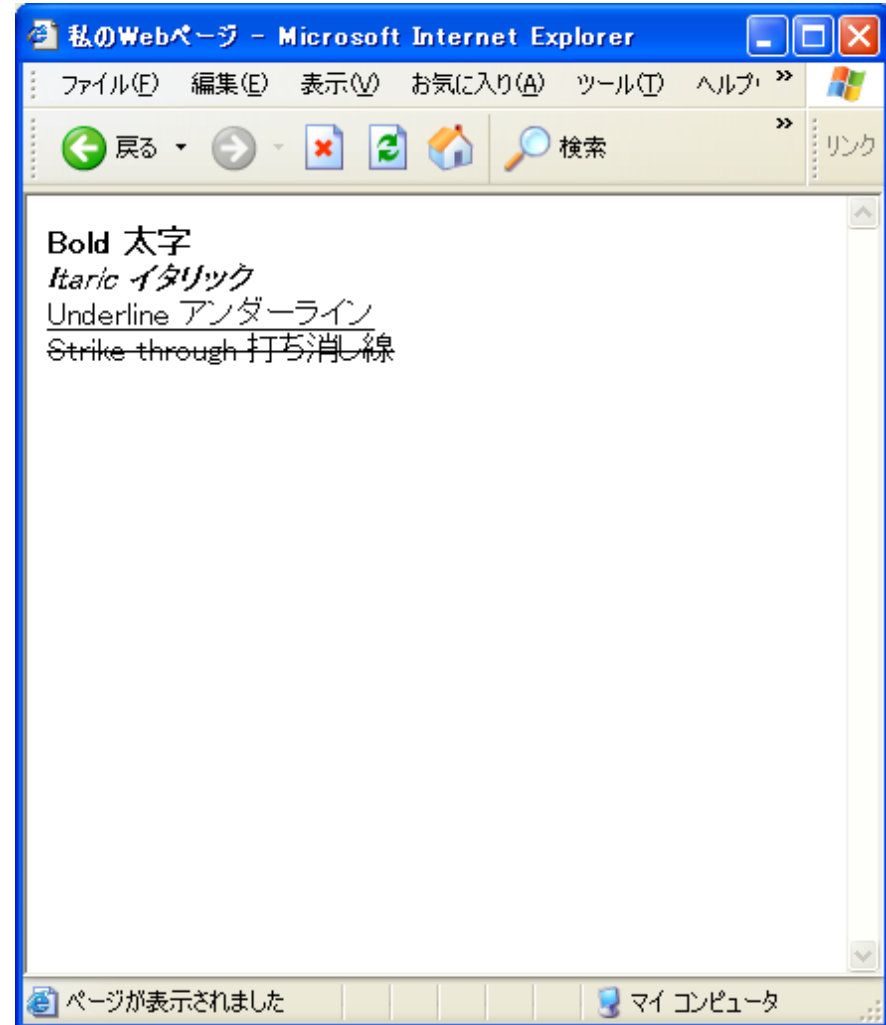 私のWebページ - Microsoft Internet Explorer
ファイル(F) 編集(E) 表示(V) お気に入り(A) ツール(T) ヘルプ »
戻る 検索 » リンク
Bold 太字
Itaric イタリック
Underline アンダーライン
Strike through 打ち消し線
ページが表示されました マイ コンピュータ